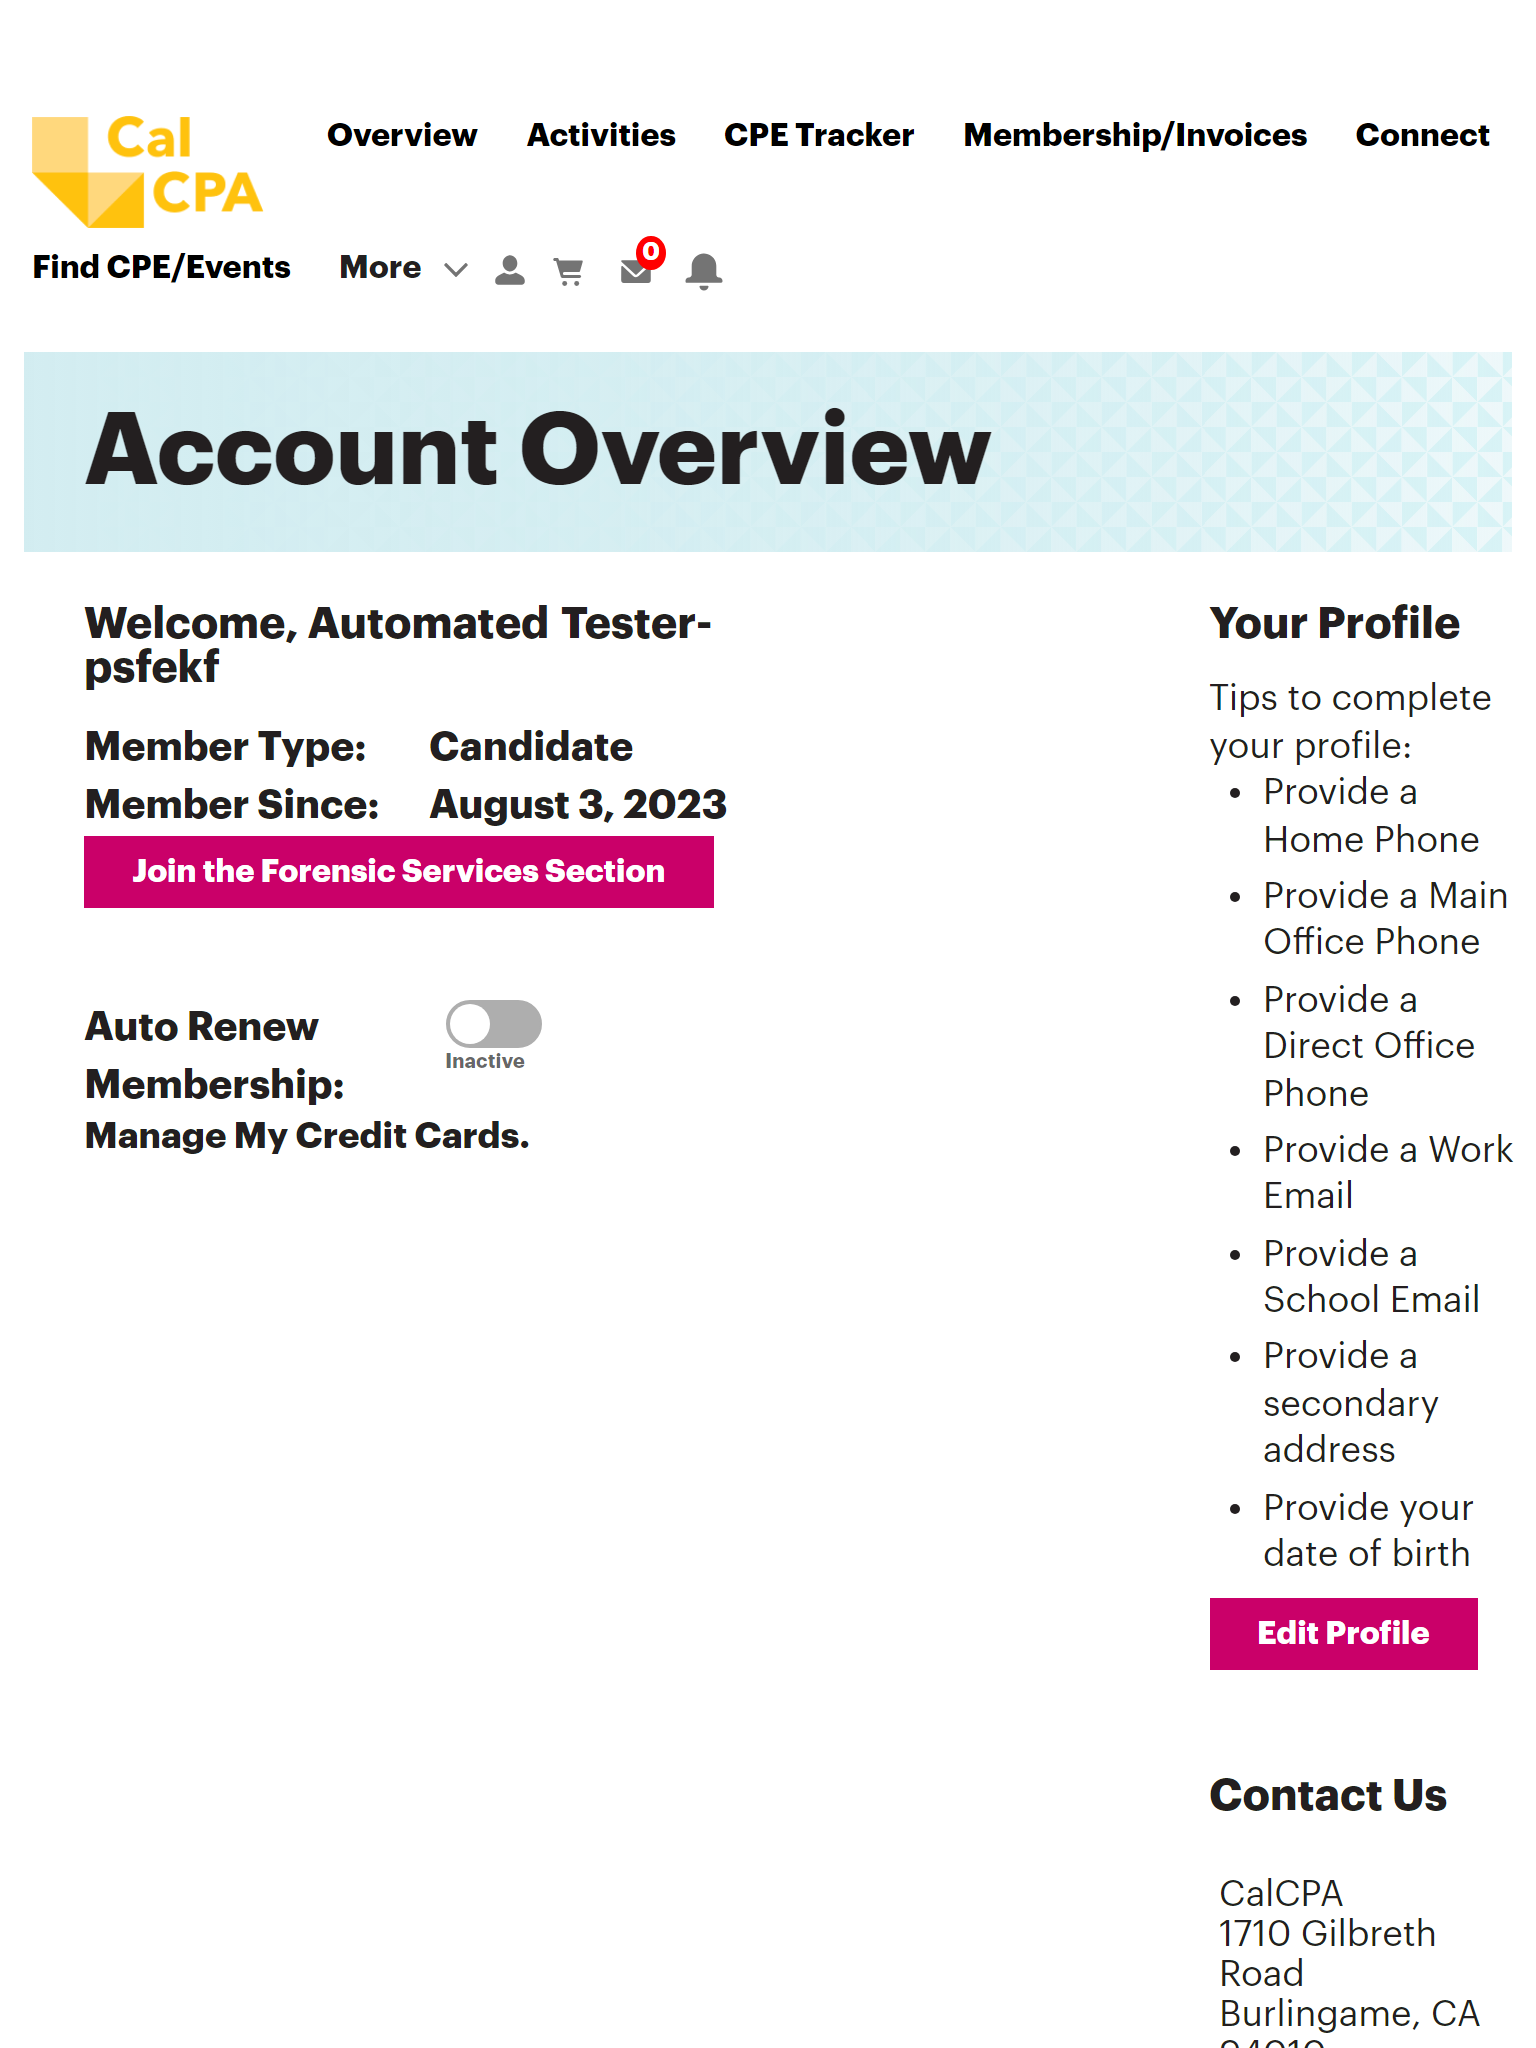 Cal
CPA
Overview
Activities
CPE Tracker
Membership/Invoices
Connect
Find CPE/Events
More
0
Account Overview
Welcome, Automated Tester-
psfekf
Member Type: Candidate
Member Since: August 3, 2023
Join the Forensic Services Section
Auto Renew
Membership:
Inactive
Manage My Credit Cards.
Your Profile
Tips to complete
your profile:
• Provide a
Home Phone
• Provide a Main
Office Phone
• Provide a
Direct Office
Phone
• Provide a Work
Email
• Provide a
School Email
• Provide a
secondary
address
• Provide your
date of birth
Edit Profile
Contact Us
CalCPA
1710 Gilbreth
Road
Burlingame, CA